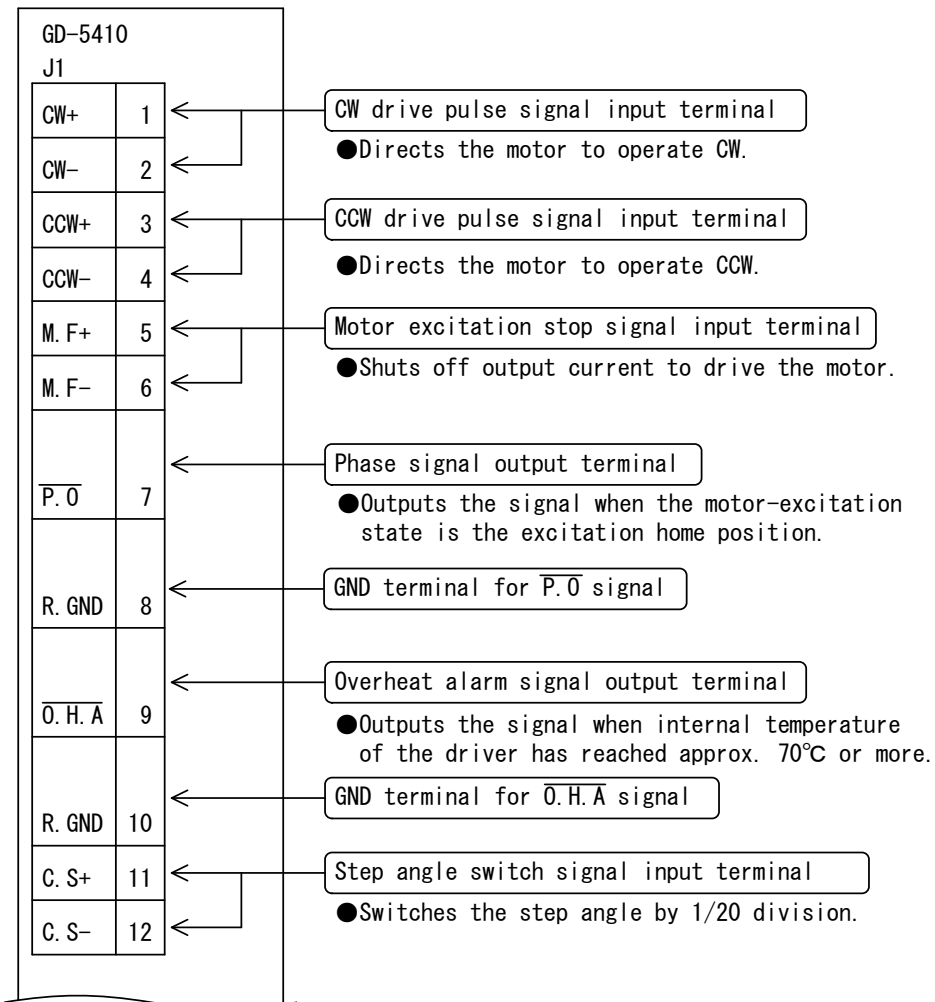 GD-5410
J1
CW+ 1
CW drive pulse signal input terminal
●Directs the motor to operate CW.
CW- 2
CCW+ 3
CCW drive pulse signal input terminal
●Directs the motor to operate CCW.
CCW- 4
M.F+ 5
Motor excitation stop signal input terminal
●Shuts off output current to drive the motor.
M.F- 6
P.O 7
Phase signal output terminal
●Outputs the signal when the motor-excitation
state is the excitation home position.
R.GND 8
GND terminal for P.O signal
O.H.A 9
Overheat alarm signal output terminal
●Outputs the signal when internal temperature
of the driver has reached approx. 70℃ or more.
R.GND 10
GND terminal for O.H.A signal
C.S+ 11
Step angle switch signal input terminal
●Switches the step angle by 1/20 division.
C.S- 12